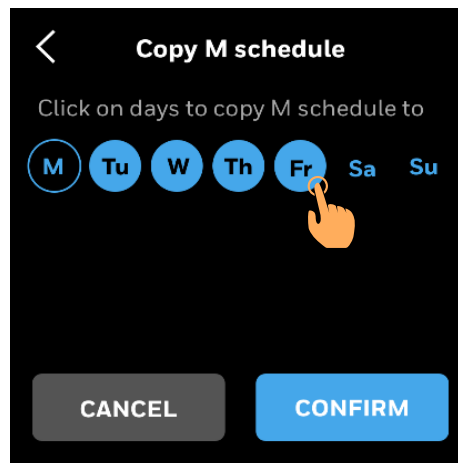 Copy M schedule
Click on days to copy M schedule to
M Tu W Th Fr Sa Su
CANCEL CONFIRM